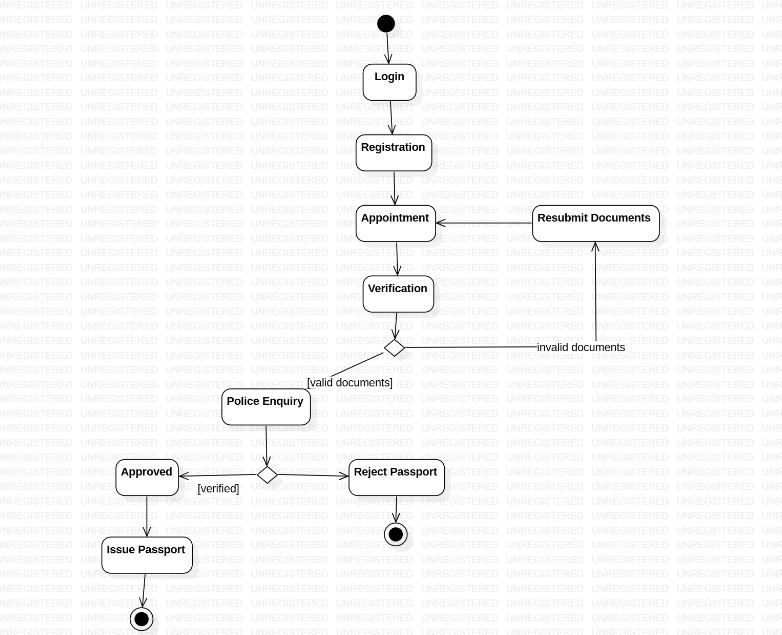 Login
Registration
Appointment
Resubmit Documents
Verification
invalid documents
[valid documents]
Police Enquiry
Approved
[verified]
Reject Passport
Issue Passport
UNREGISTERED